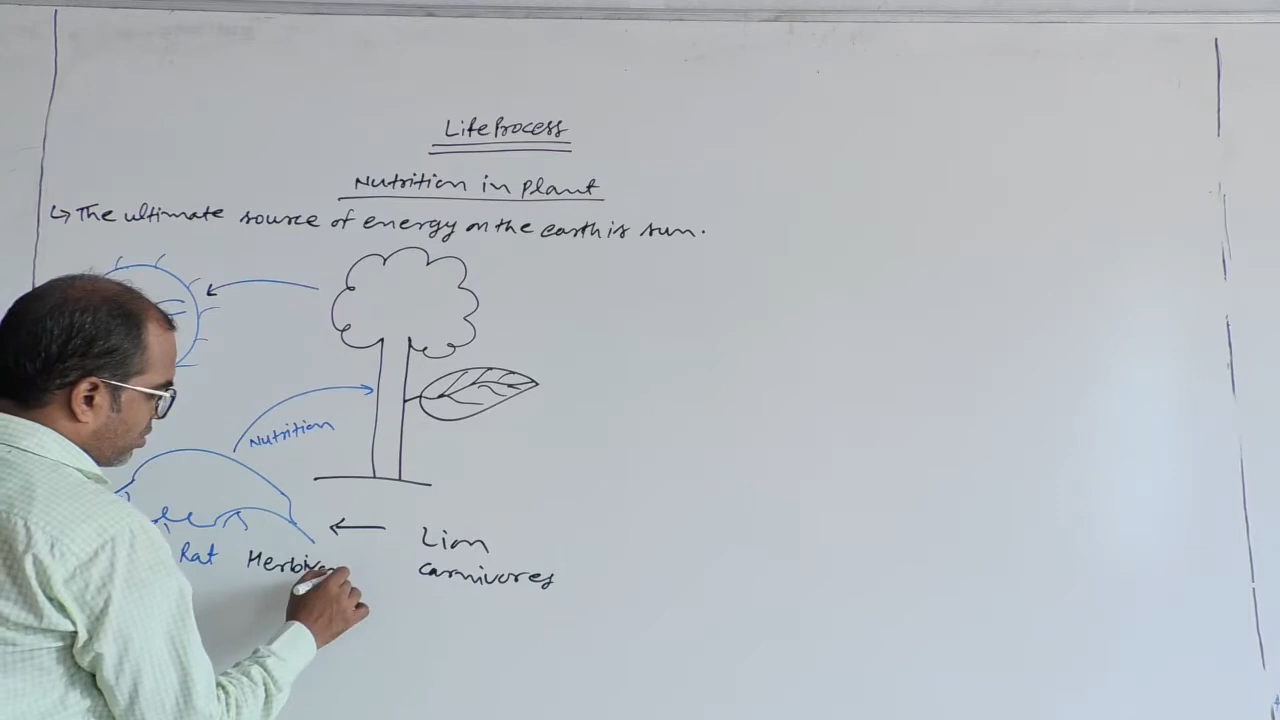 Life Process
Nutrition in plant
↳ The ultimate source of energy on the earth is sun.
Nutrition
Lion
Rat
carnivores